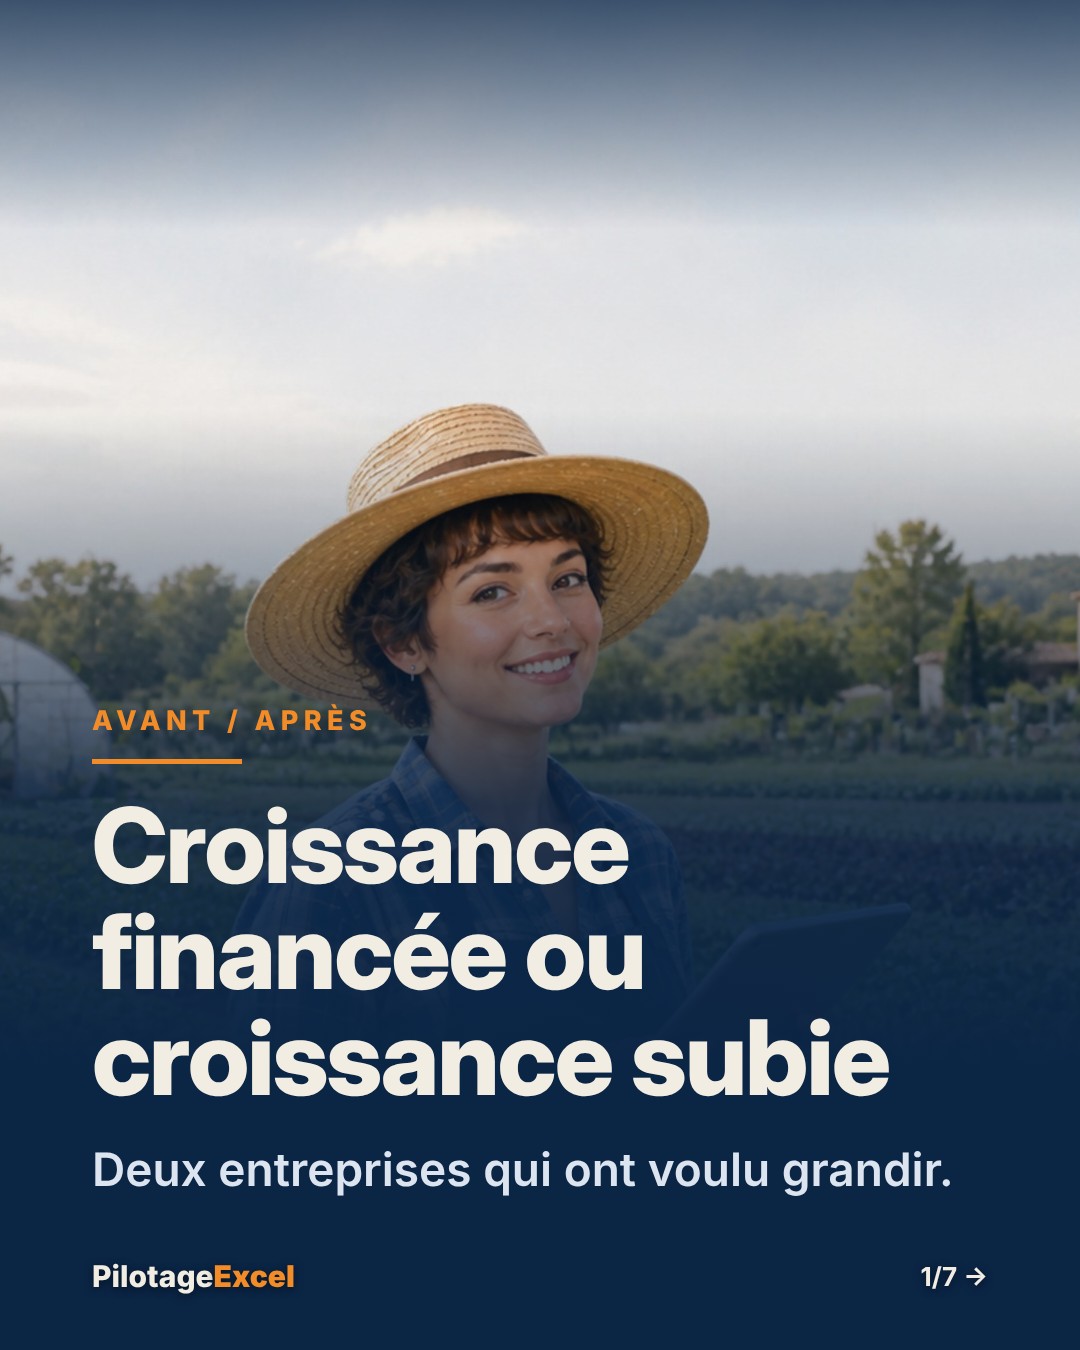 AVANT / APRÈS
Croissance
financée ou
croissance subie
Deux entreprises qui ont voulu grandir.
PilotageExcel
1/7 →